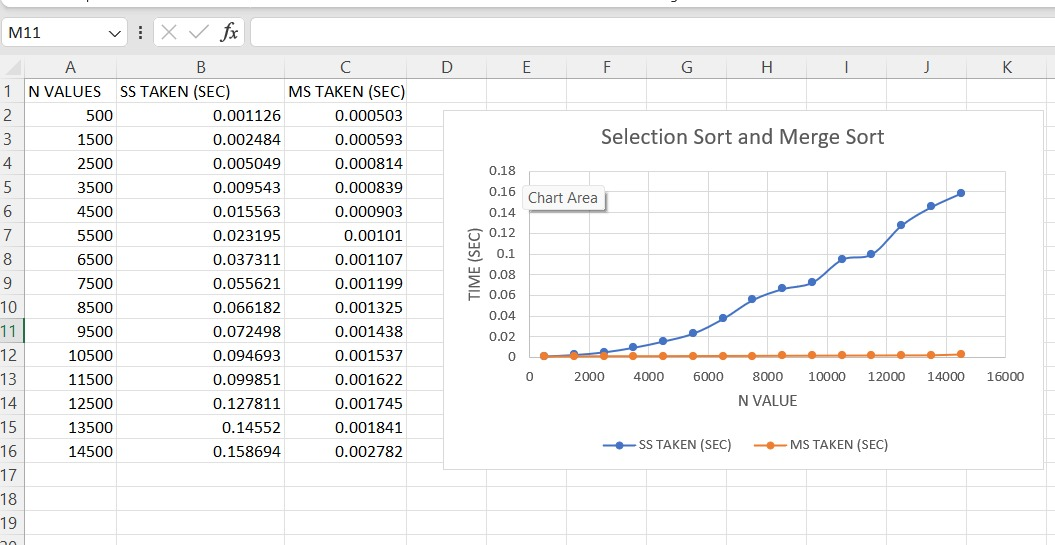 M11 fx
A B C D E F G H I J K
1 N VALUES SS TAKEN (SEC) MS TAKEN (SEC)
2 500 0.001126 0.000503
3 1500 0.002484 0.000593
4 2500 0.005049 0.000814
5 3500 0.009543 0.000839
6 4500 0.015563 0.000903
7 5500 0.023195 0.00101
8 6500 0.037311 0.001107
9 7500 0.055621 0.001199
10 8500 0.066182 0.001325
11 9500 0.072498 0.001438
12 10500 0.094693 0.001537
13 11500 0.099851 0.001622
14 12500 0.127811 0.001745
15 13500 0.14552 0.001841
16 14500 0.158694 0.002782
17
18
19
Selection Sort and Merge Sort
Chart Area
TIME (SEC)
0.18
0.16
0.14
0.12
0.1
0.08
0.06
0.04
0.02
0
0 2000 4000 6000 8000 10000 12000 14000 16000
N VALUE
SS TAKEN (SEC) MS TAKEN (SEC)